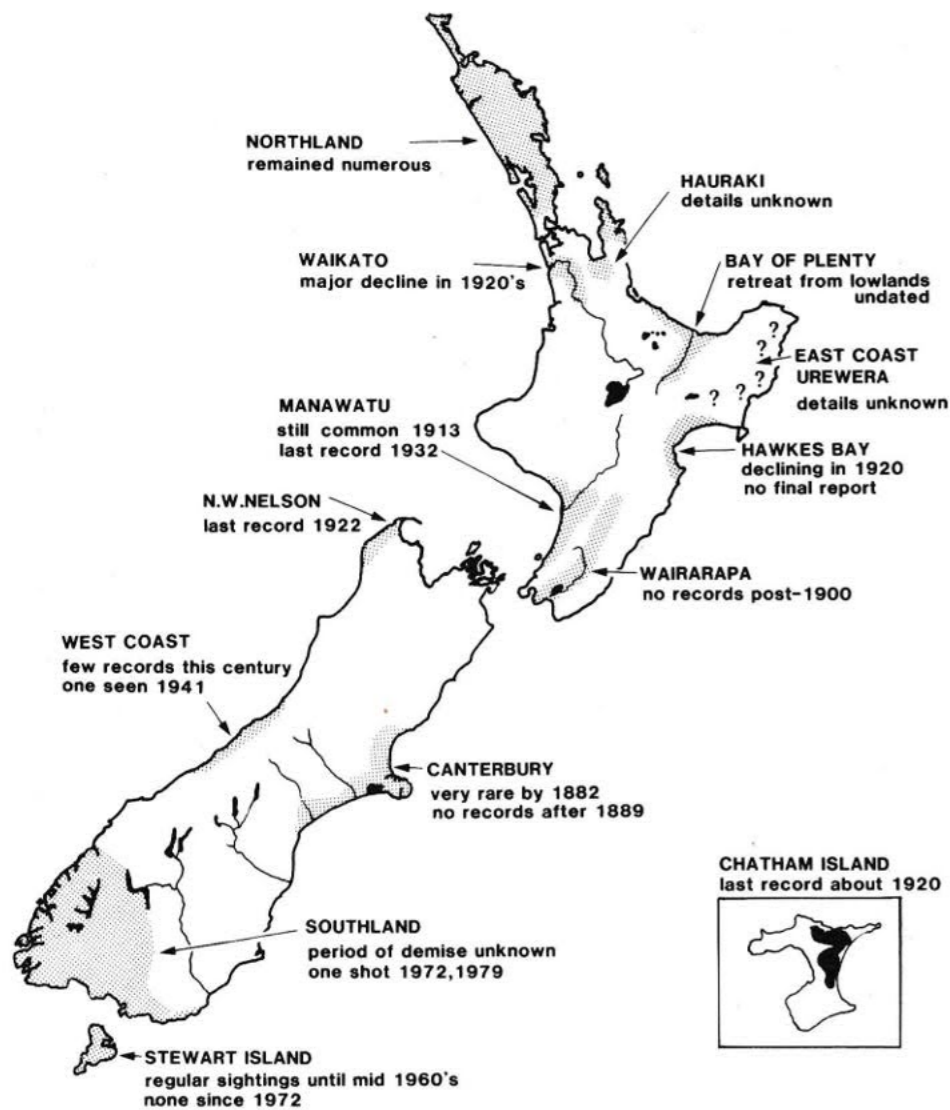 NORTHLAND
remained numerous
HAURAKI
details unknown
WAIKATO
major decline in 1920's
BAY OF PLENTY
retreat from lowlands
undated
?
?
?
?
?
EAST COAST
UREWERA
details unknown
MANAWATU
still common 1913
last record 1932
HAWKES BAY
declining in 1920
no final report
N.W.NELSON
last record 1922
WAIRARAPA
no records post-1900
WEST COAST
few records this century
one seen 1941
CANTERBURY
very rare by 1882
no records after 1889
CHATHAM ISLAND
last record about 1920
SOUTHLAND
period of demise unknown
one shot 1972,1979
STEWART ISLAND
regular sightings until mid 1960's
none since 1972